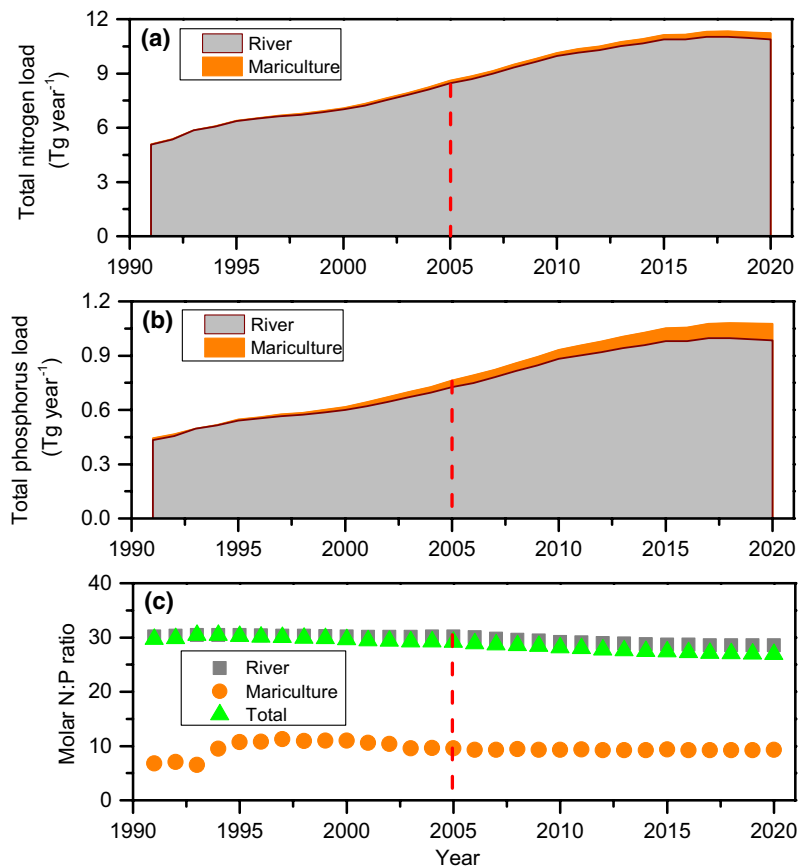 (a)
River
Mariculture
Total nitrogen load
(Tg year⁻¹)
12
9
6
3
0
1990 1995 2000 2005 2010 2015 2020
(b)
River
Mariculture
Total phosphorus load
(Tg year⁻¹)
1.2
0.9
0.6
0.3
0.0
1990 1995 2000 2005 2010 2015 2020
(c)
River
Mariculture
Total
Molar N:P ratio
40
30
20
10
0
1990 1995 2000 2005 2010 2015 2020
Year